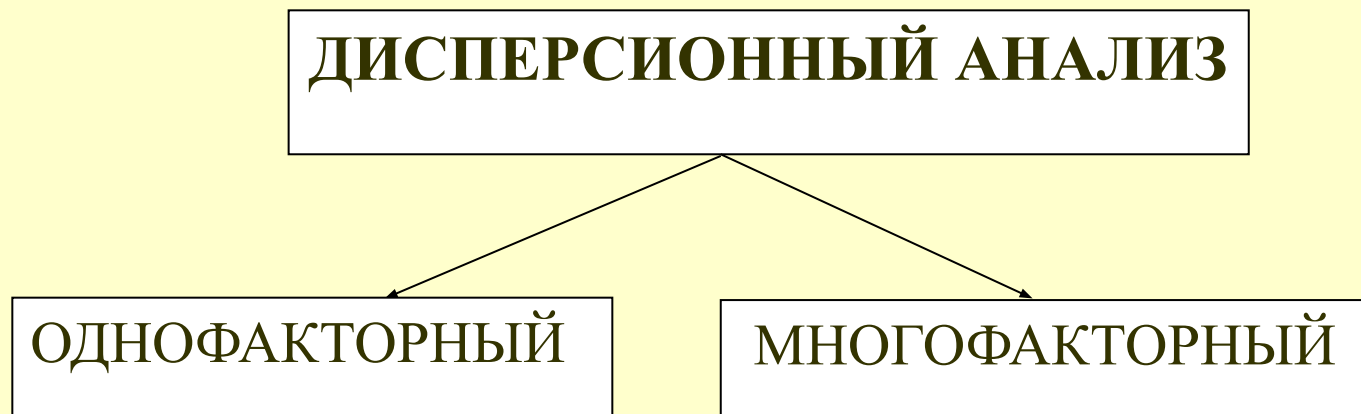 ДИСПЕРСИОННЫЙ АНАЛИЗ
ОДНОФАКТОРНЫЙ
МНОГОФАКТОРНЫЙ